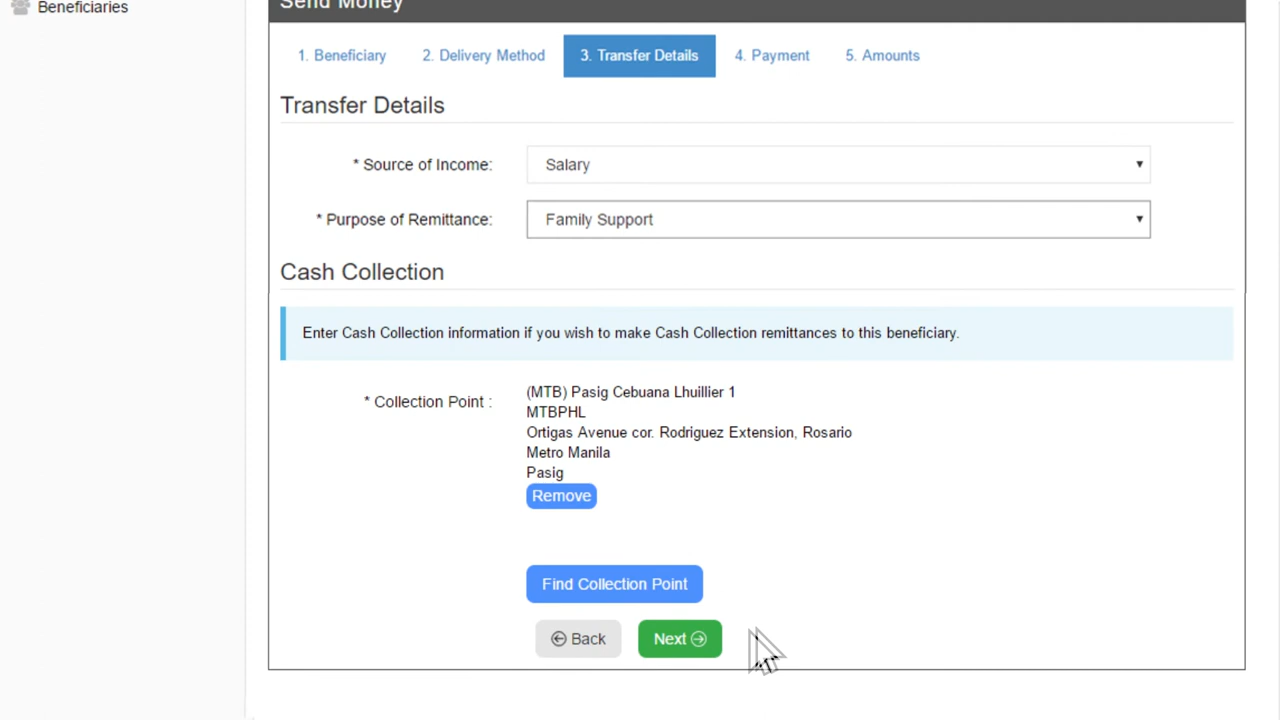 Send Money
Beneficiaries
1. Beneficiary
2. Delivery Method
3. Transfer Details
4. Payment
5. Amounts
Transfer Details
* Source of Income:
Salary
* Purpose of Remittance:
Family Support
Cash Collection
Enter Cash Collection information if you wish to make Cash Collection remittances to this beneficiary.
* Collection Point :
(MTB) Pasig Cebuana Lhuillier 1
MTBPHL
Ortigas Avenue cor. Rodriguez Extension, Rosario
Metro Manila
Pasig
Remove
Find Collection Point
Back
Next